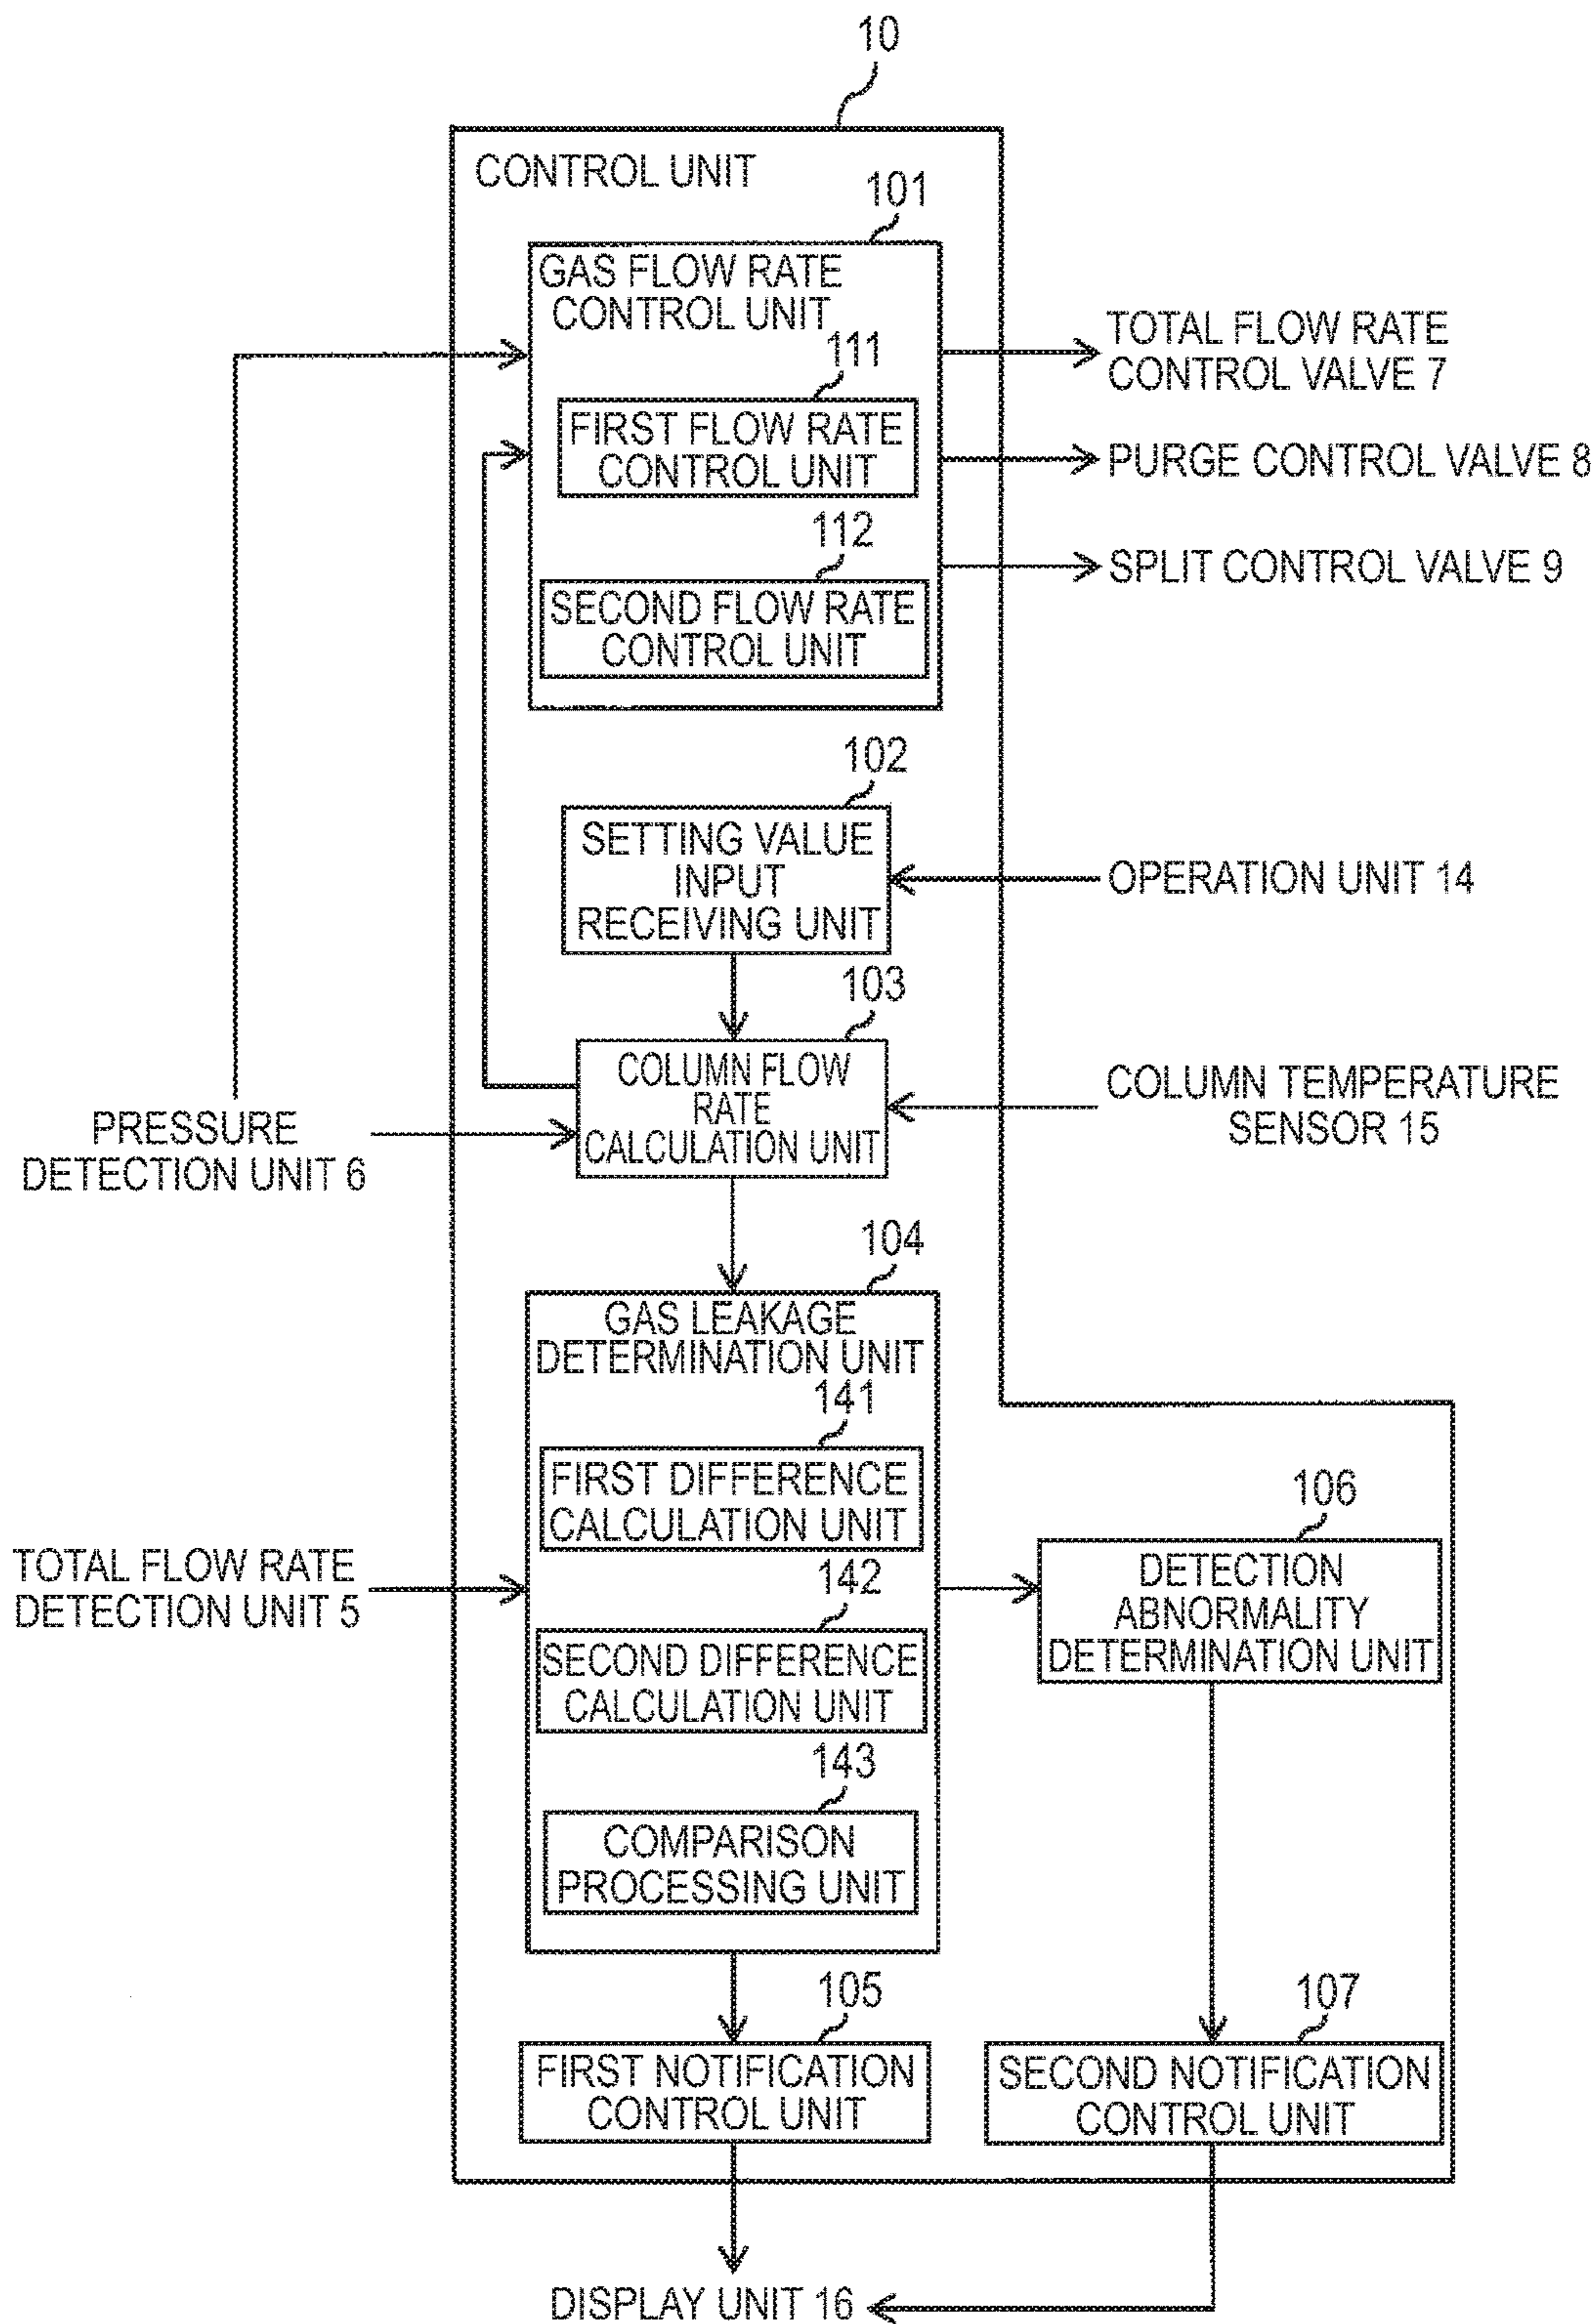 10
CONTROL UNIT
101
GAS FLOW RATE
CONTROL UNIT
111
FIRST FLOW RATE
CONTROL UNIT
112
SECOND FLOW RATE
CONTROL UNIT
TOTAL FLOW RATE
CONTROL VALVE 7
PURGE CONTROL VALVE 8
SPLIT CONTROL VALVE 9
102
SETTING VALUE
INPUT
RECEIVING UNIT
OPERATION UNIT 14
103
COLUMN FLOW
RATE
CALCULATION UNIT
COLUMN TEMPERATURE
SENSOR 15
PRESSURE
DETECTION UNIT 6
104
GAS LEAKAGE
DETERMINATION UNIT
141
FIRST DIFFERENCE
CALCULATION UNIT
142
SECOND DIFFERENCE
CALCULATION UNIT
143
COMPARISON
PROCESSING UNIT
TOTAL FLOW RATE
DETECTION UNIT 5
106
DETECTION
ABNORMALITY
DETERMINATION UNIT
105
FIRST NOTIFICATION
CONTROL UNIT
107
SECOND NOTIFICATION
CONTROL UNIT
DISPLAY UNIT 16